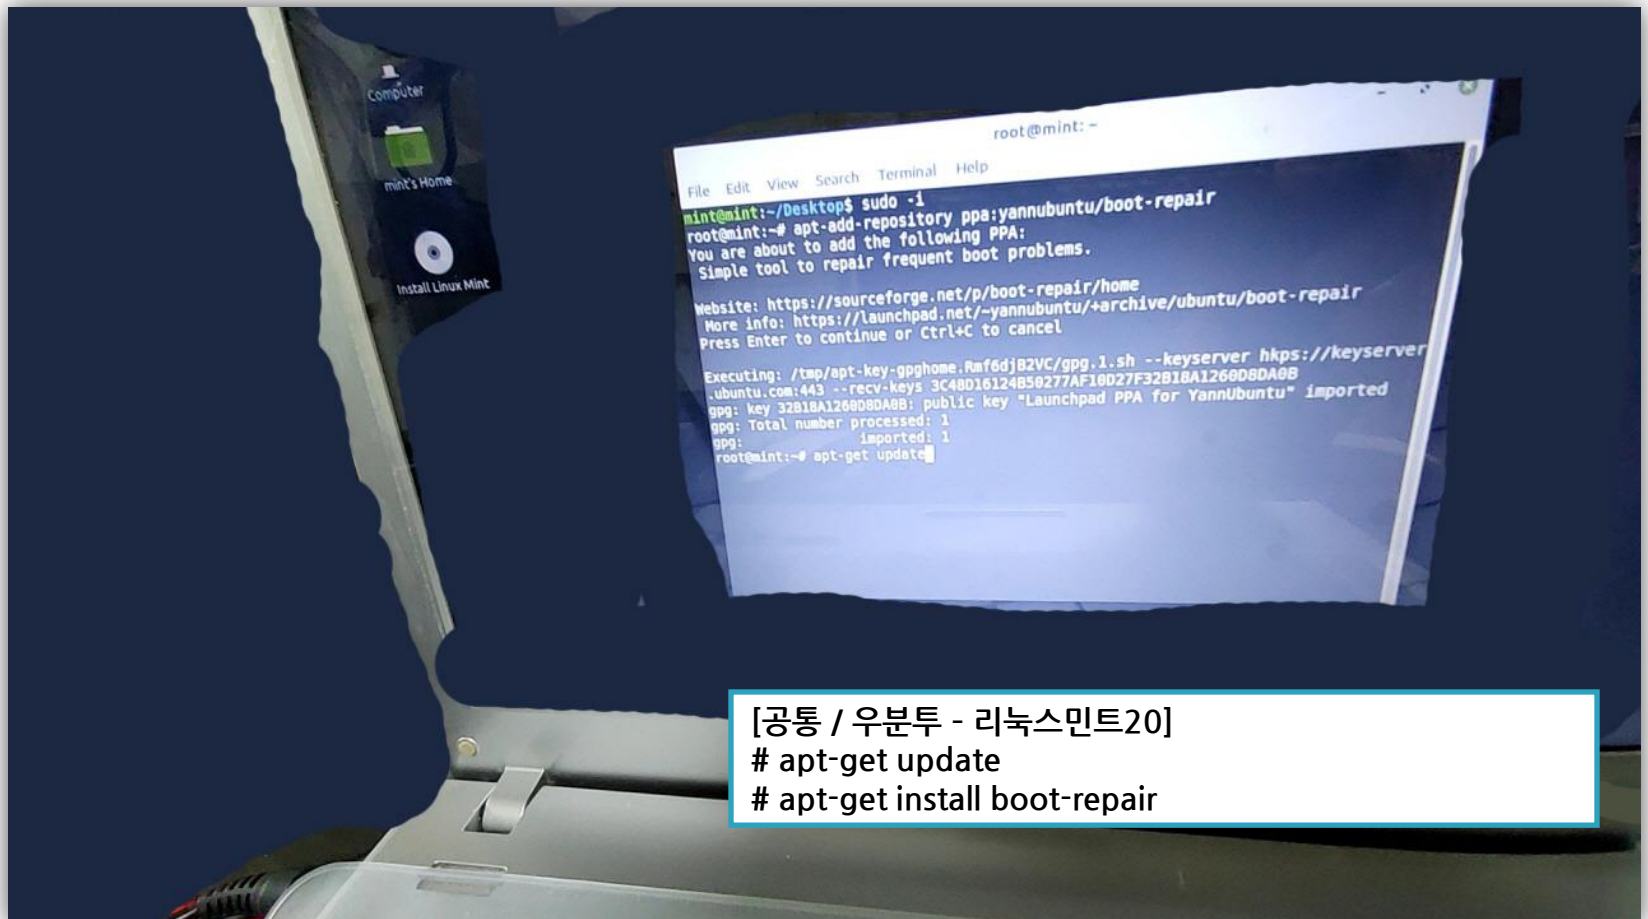 Computer
mint's Home
Install Linux Mint
root@mint: ~
File Edit View Search Terminal Help
mint@mint:~/Desktop$ sudo -i
root@mint:~# apt-add-repository ppa:yannubuntu/boot-repair
You are about to add the following PPA:
Simple tool to repair frequent boot problems.
Website: https://sourceforge.net/p/boot-repair/home
More info: https://launchpad.net/~yannubuntu/+archive/ubuntu/boot-repair
Press Enter to continue or Ctrl+C to cancel
Executing: /tmp/apt-key-gpghome.Rmf6djB2VC/gpg.1.sh --keyserver hkps://keyserver
.ubuntu.com:443 --recv-keys 3C48D16124B50277AF10D27F32B18A1260D8DA0B
gpg: key 32B18A1260D8DA0B: public key "Launchpad PPA for YannUbuntu" imported
gpg: Total number processed: 1
gpg: imported: 1
root@mint:~# apt-get update
[공통 / 우분투 - 리눅스민트20]
# apt-get update
# apt-get install boot-repair